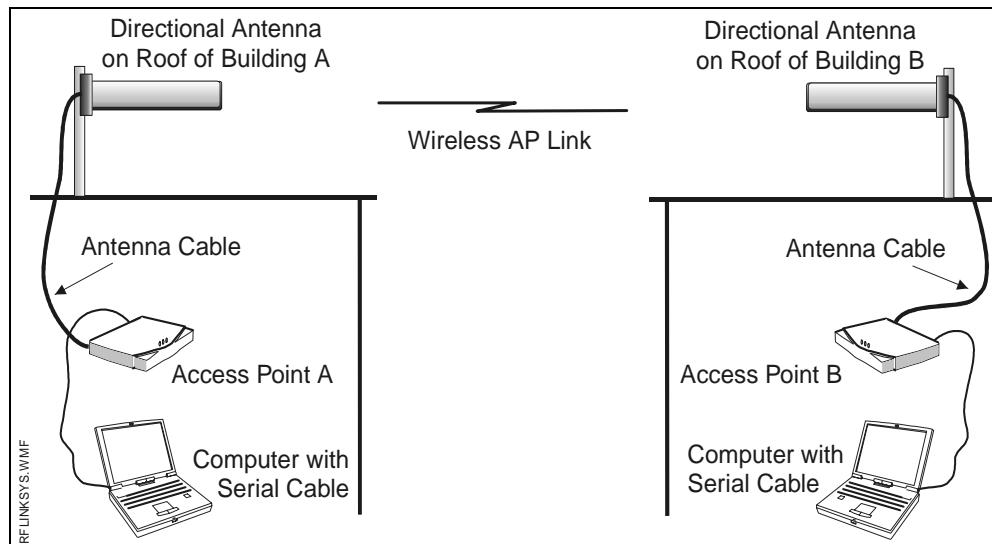 Directional Antenna
on Roof of Building A
Directional Antenna
on Roof of Building B
Wireless AP Link
Antenna Cable
Antenna Cable
Access Point A
Access Point B
Computer with
Serial Cable
Computer with
Serial Cable
RFLINKSYS.WMF